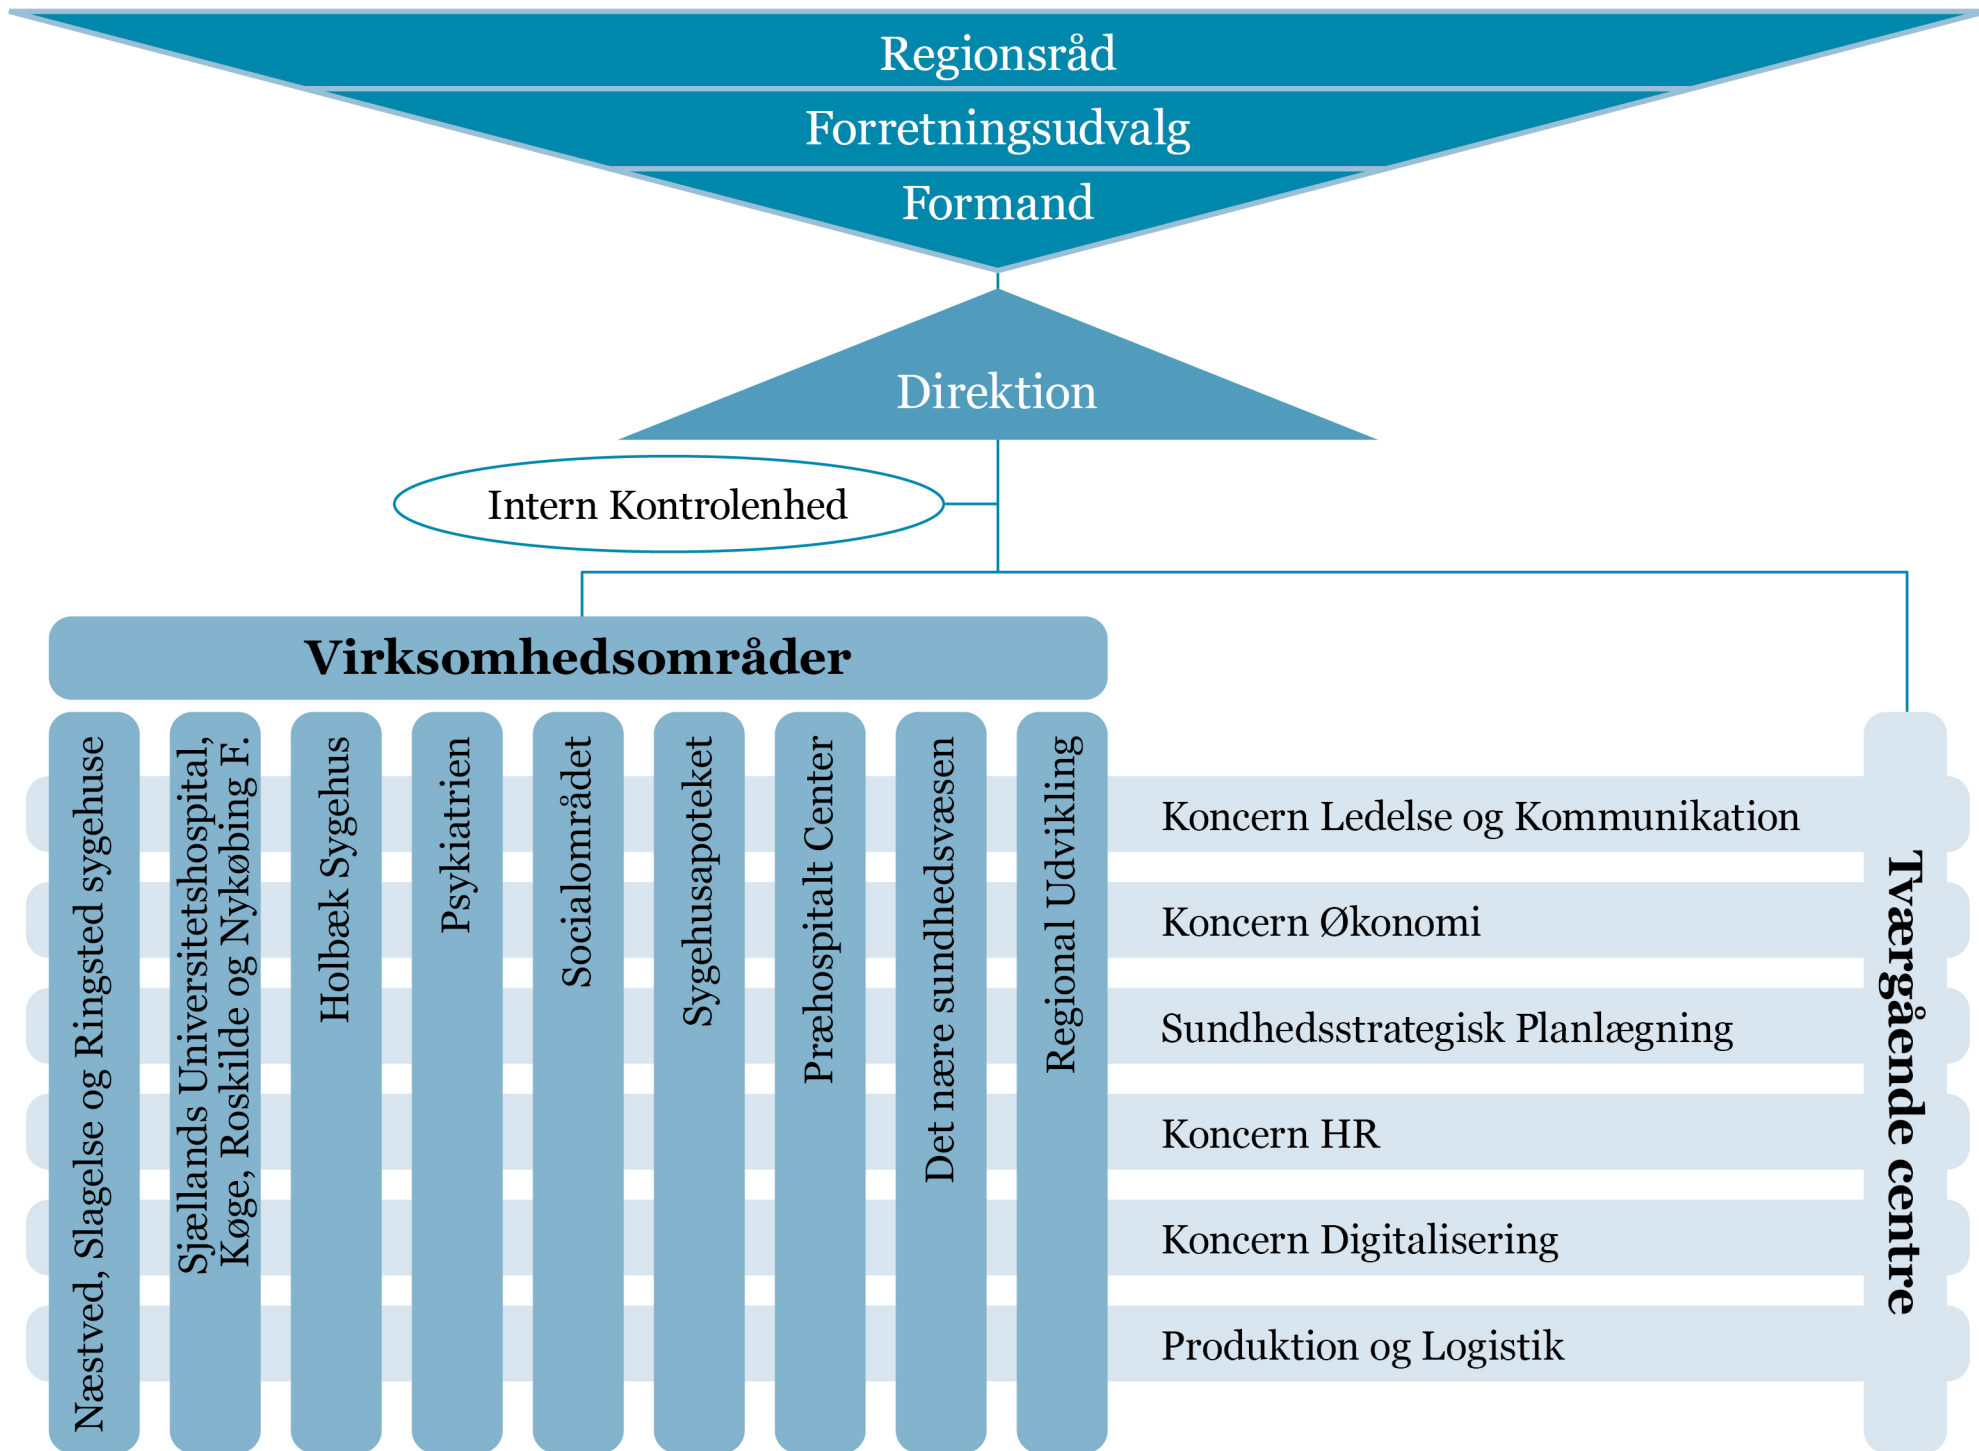 Regionsråd
Forretningsudvalg
Formand
Direktion
Intern Kontrolenhed
Virksomhedsområder
Næstved, Slagelse og Ringsted sygehuse
Sjællands Universitetshospital,
Køge, Roskilde og Nykøbing F.
Holbæk Sygehus
Psykiatrien
Socialområdet
Sygehusapoteket
Præhospitalt Center
Det nære sundhedsvæsen
Regional Udvikling
Koncern Ledelse og Kommunikation
Koncern Økonomi
Sundhedsstrategisk Planlægning
Koncern HR
Koncern Digitalisering
Produktion og Logistik
Tværgående centre